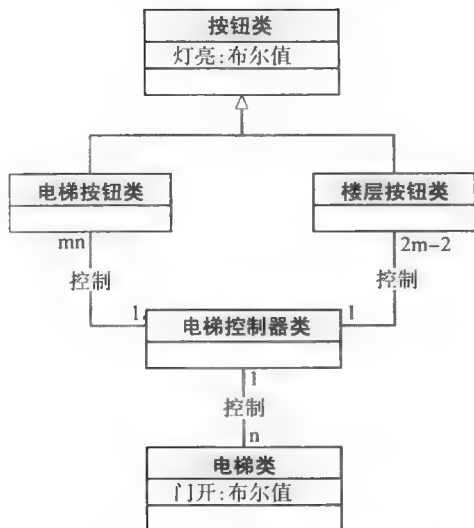 按钮类
灯亮:布尔值
电梯按钮类
楼层按钮类
mn
2m-2
控制
控制
1
电梯控制器类
1
1
控制
n
电梯类
门开:布尔值